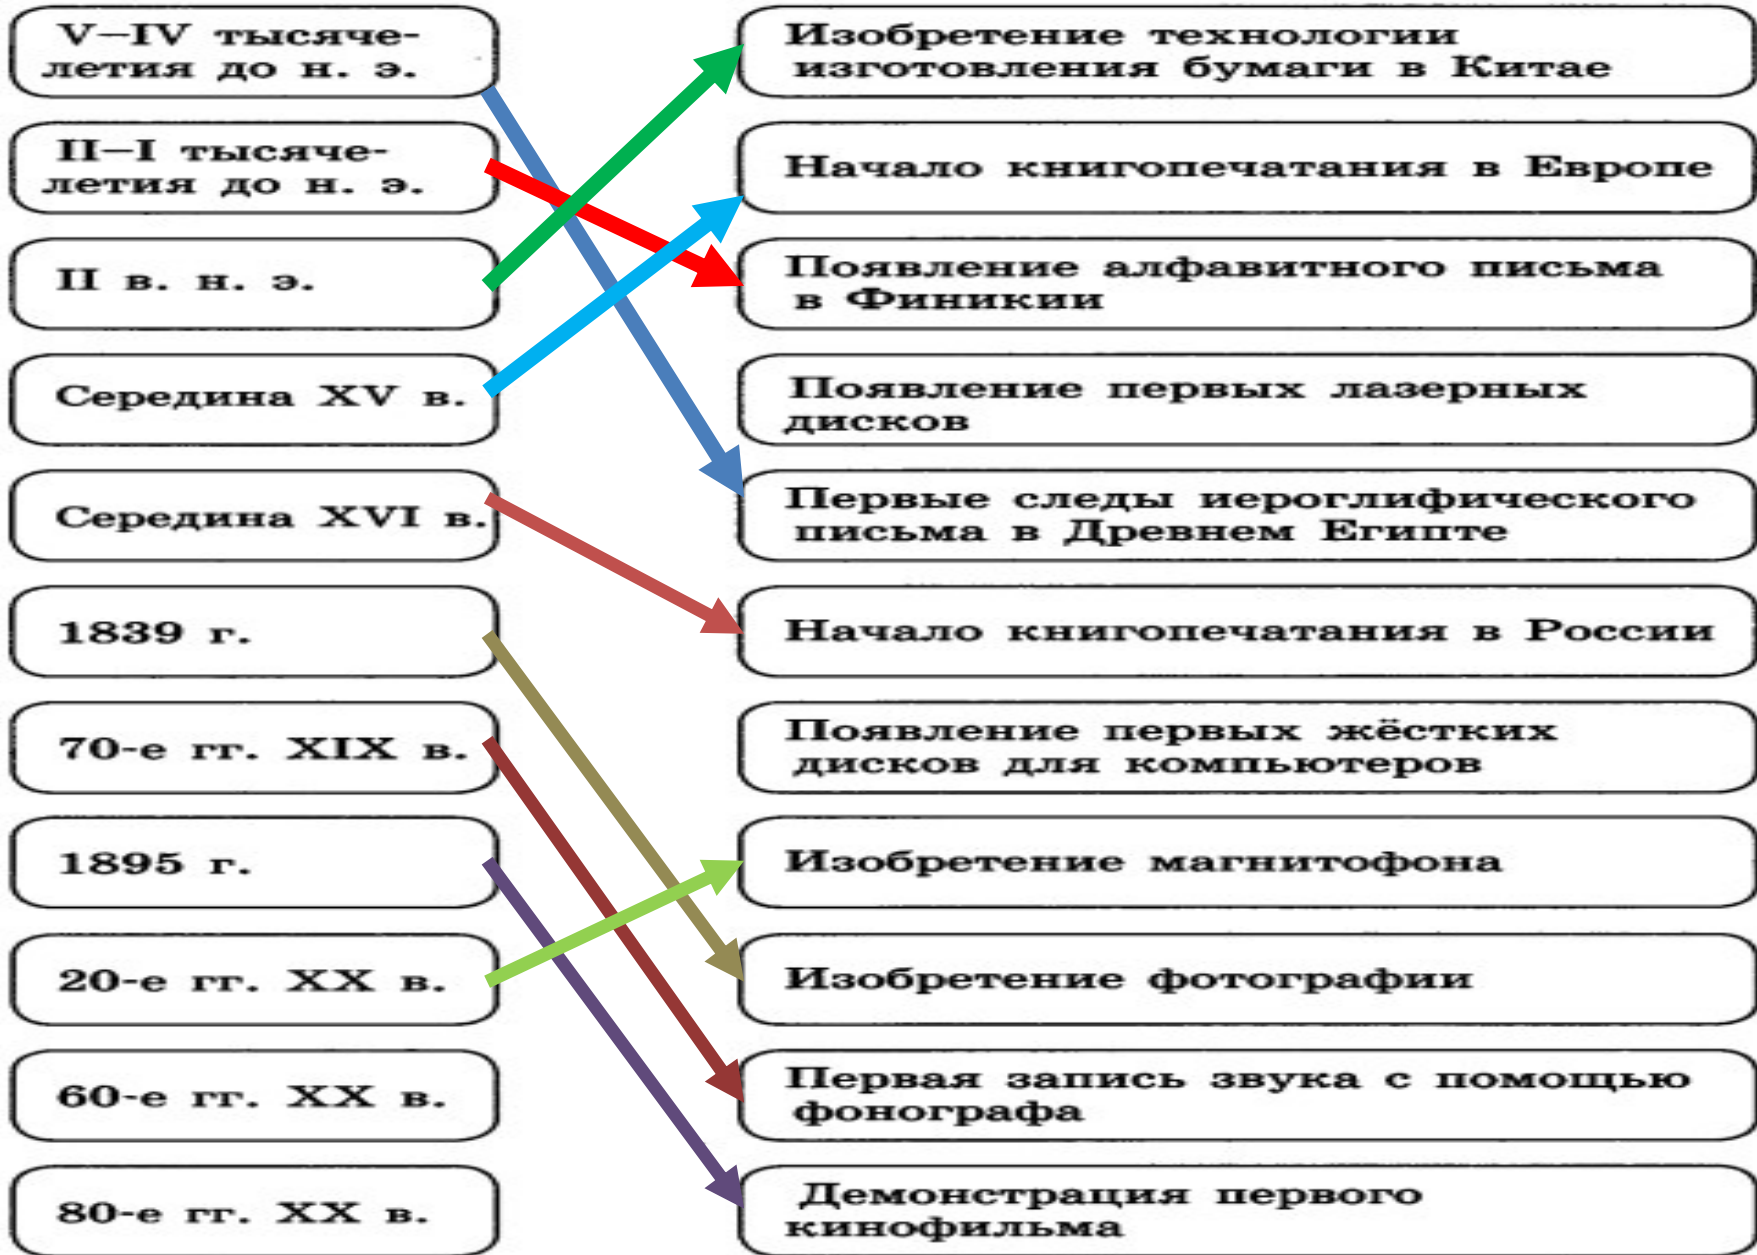 V–IV тысяче-
летия до н. э.
II–I тысяче-
летия до н. э.
II в. н. э.
Середина XV в.
Середина XVI в.
1839 г.
70-е гг. XIX в.
1895 г.
20-е гг. XX в.
60-е гг. XX в.
80-е гг. XX в.
Изобретение технологии
изготовления бумаги в Китае
Начало книгопечатания в Европе
Появление алфавитного письма
в Финикии
Появление первых лазерных
дисков
Первые следы иероглифического
письма в Древнем Египте
Начало книгопечатания в России
Появление первых жёстких
дисков для компьютеров
Изобретение магнитофона
Изобретение фотографии
Первая запись звука с помощью
фонографа
Демонстрация первого
кинофильма